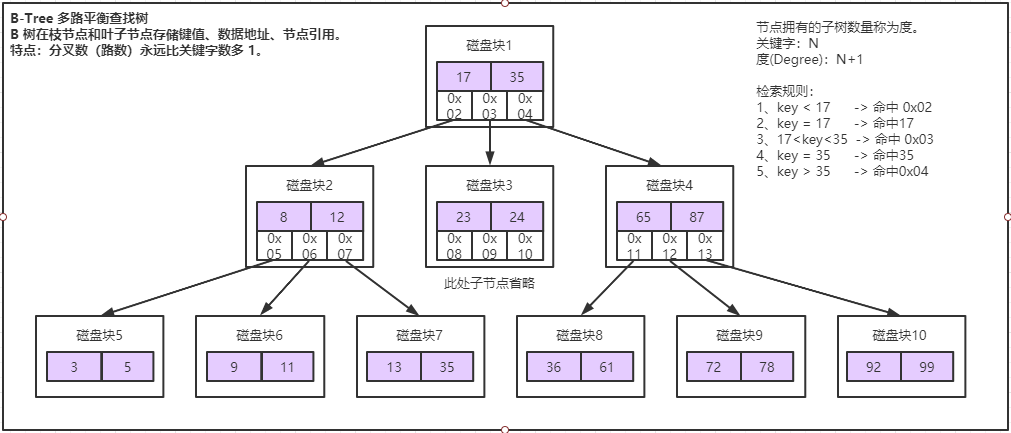 B-Tree 多路平衡查找树
B 树在枝节点和叶子节点存储键值、数据地址、节点引用。
特点：分叉数（路数）永远比关键字数多 1。
节点拥有的子树数量称为度。
关键字：N
度(Degree)：N+1
检索规则：
1、key < 17 -> 命中 0x02
2、key = 17 -> 命中17
3、17<key<35 -> 命中 0x03
4、key = 35 -> 命中35
5、key > 35 -> 命中0x04
磁盘块1
17 35
0x 0x 0x
02 03 04
磁盘块2 磁盘块3 磁盘块4
8 12 23 24 65 87
0x 0x 0x 0x 0x 0x 0x 0x 0x
05 06 07 08 09 10 11 12 13
此处子节点省略
磁盘块5 磁盘块6 磁盘块7 磁盘块8 磁盘块9 磁盘块10
3 5 9 11 13 35 36 61 72 78 92 99